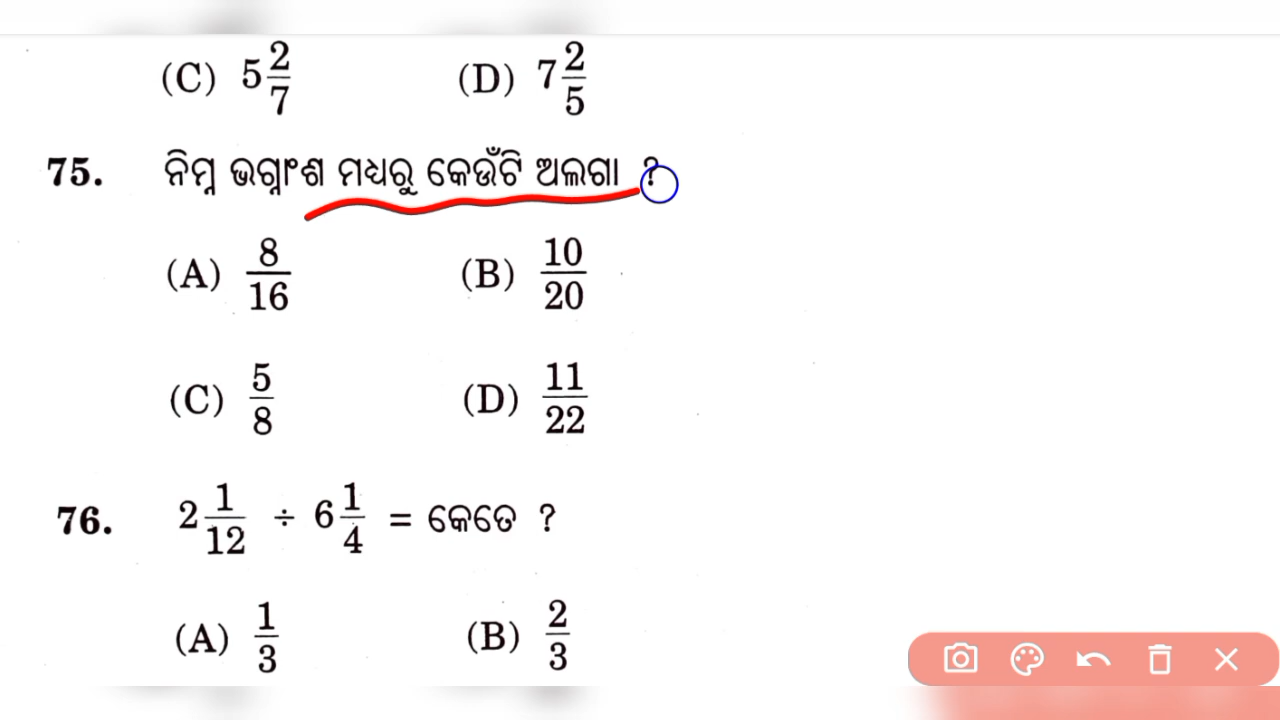 (C) 5 2/7 (D) 7 2/5
75. ନିମ୍ନ ଭଗ୍ନାଂଶ ମଧ୍ୟରୁ କେଉଁଟି ଅଲଗା ?
(A) 8/16 (B) 10/20
(C) 5/8 (D) 11/22
76. 2 1/12 ÷ 6 1/4 = କେତେ ?
(A) 1/3 (B) 2/3